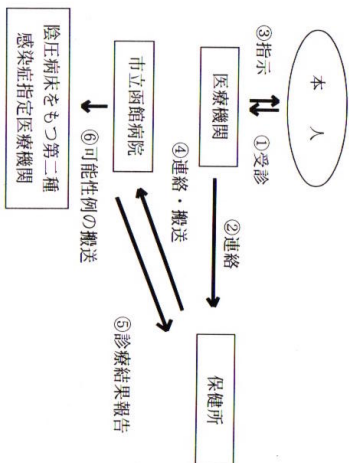 本人
③指示
①受診
医療機関
②連絡
保健所
④連絡・搬送
市立函館病院
⑤診療結果報告
⑥可能性例の搬送
陰圧病床をもつ第二種
感染症指定医療機関